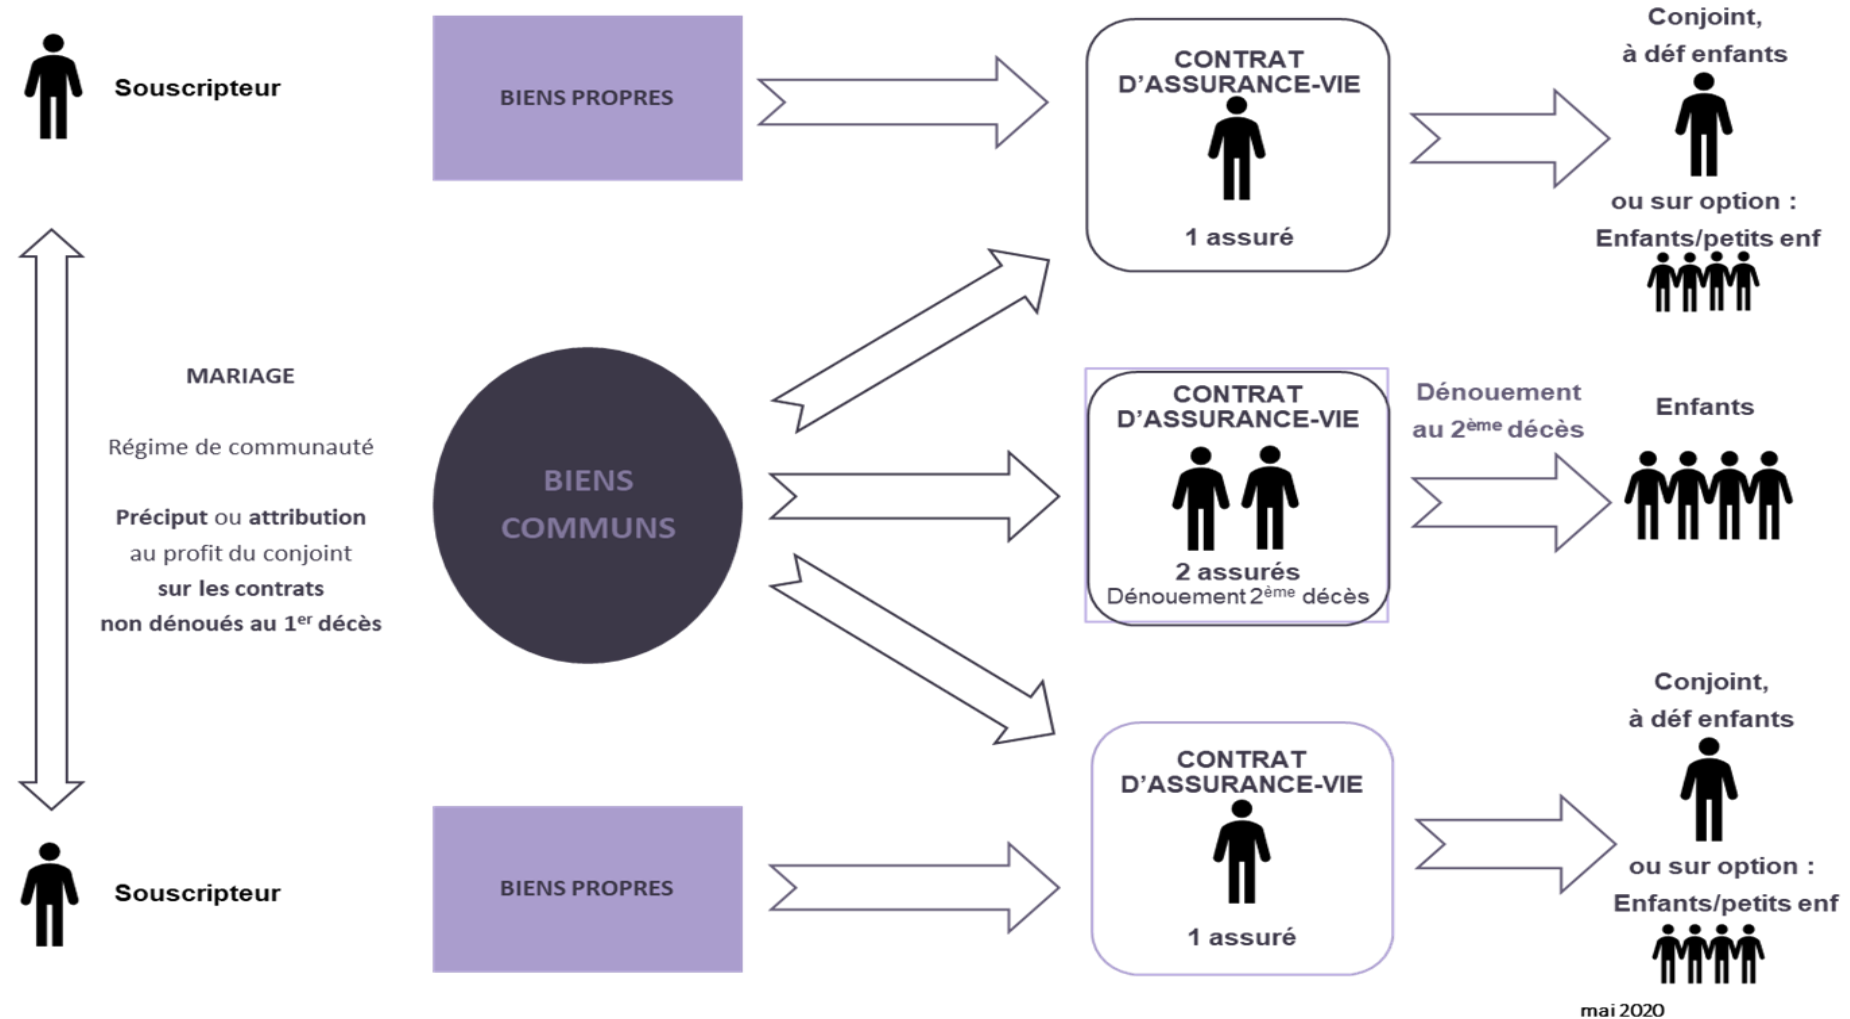 Souscripteur
BIENS PROPRES
CONTRAT
D'ASSURANCE-VIE
1 assuré
Conjoint,
à déf enfants
ou sur option :
Enfants/petits enf
MARIAGE
Régime de communauté
Préciput ou attribution
au profit du conjoint
sur les contrats
non dénoués au 1er décès
BIENS
COMMUNS
CONTRAT
D'ASSURANCE-VIE
2 assurés
Dénouement 2ème décès
Dénouement
au 2ème décès
Enfants
Souscripteur
BIENS PROPRES
CONTRAT
D'ASSURANCE-VIE
1 assuré
Conjoint,
à déf enfants
ou sur option :
Enfants/petits enf
mai 2020